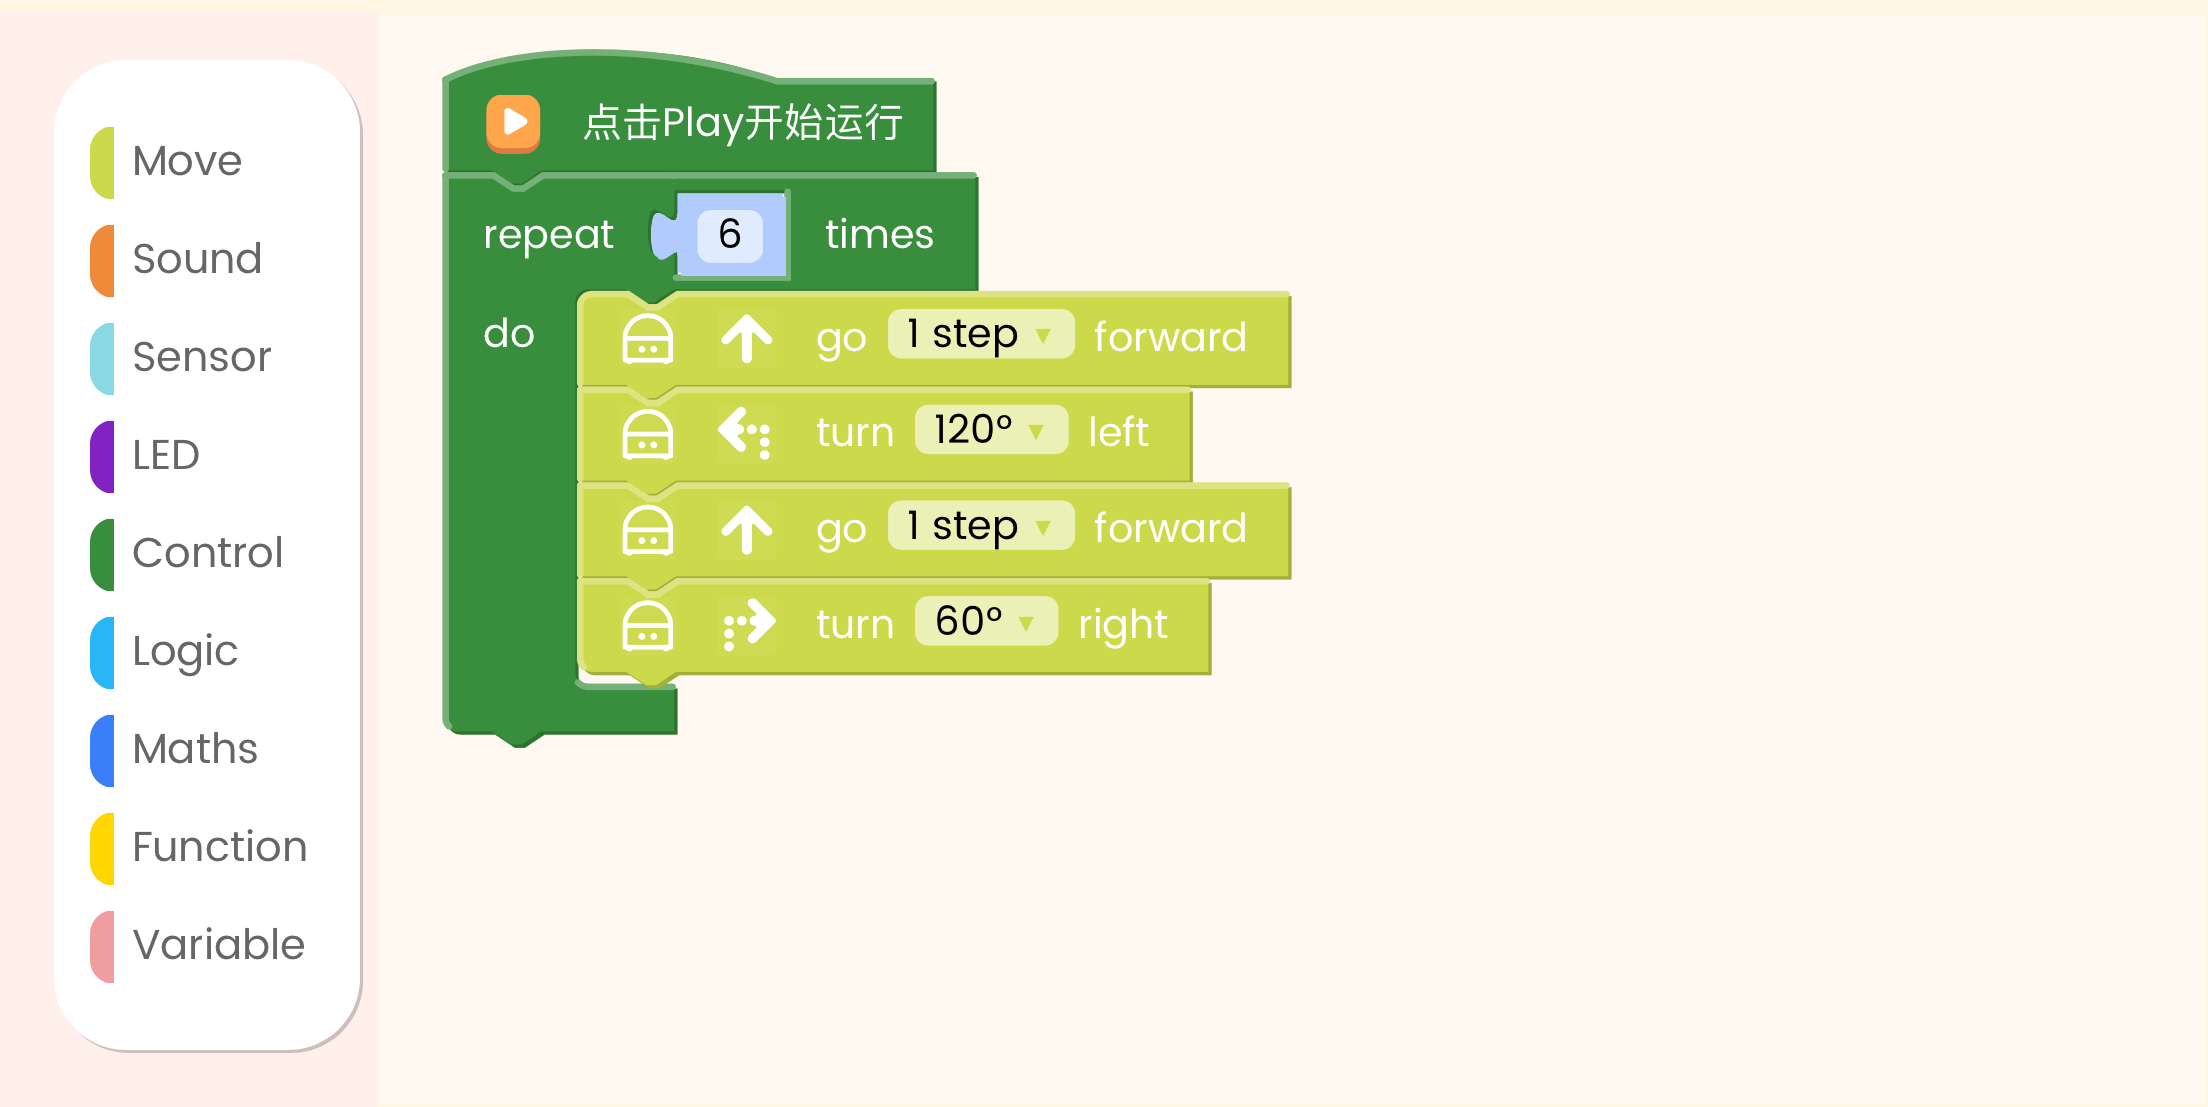 Move
Sound
Sensor
LED
Control
Logic
Maths
Function
Variable
点击Play开始运行
repeat 6 times
do
go 1 step forward
turn 120° left
go 1 step forward
turn 60° right